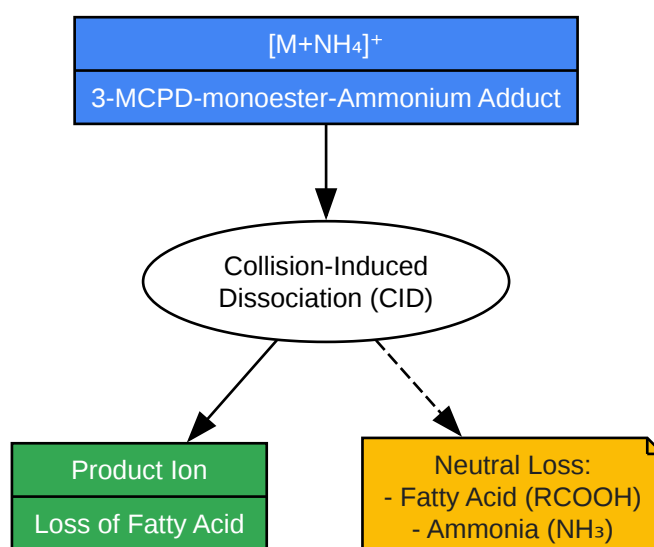 [M+NH₄]⁺
3-MCPD-monoester-Ammonium Adduct
Collision-Induced
Dissociation (CID)
Product Ion
Loss of Fatty Acid
Neutral Loss:
- Fatty Acid (RCOOH)
- Ammonia (NH₃)